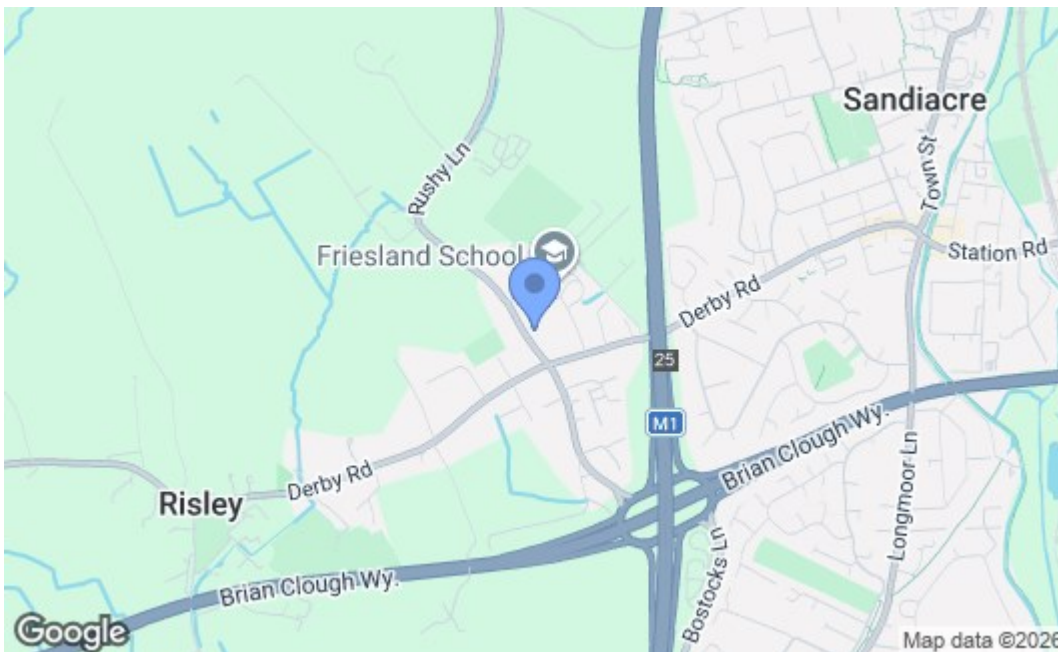 Sandiacre
Town St
Rushy Ln
Friesland School
Station Rd
Derby Rd
25
M1
Brian Clough Wy.
Longmoor Ln
Derby Rd
Risley
Bostocks Ln
Brian Clough Wy.
Google
Map data ©2026